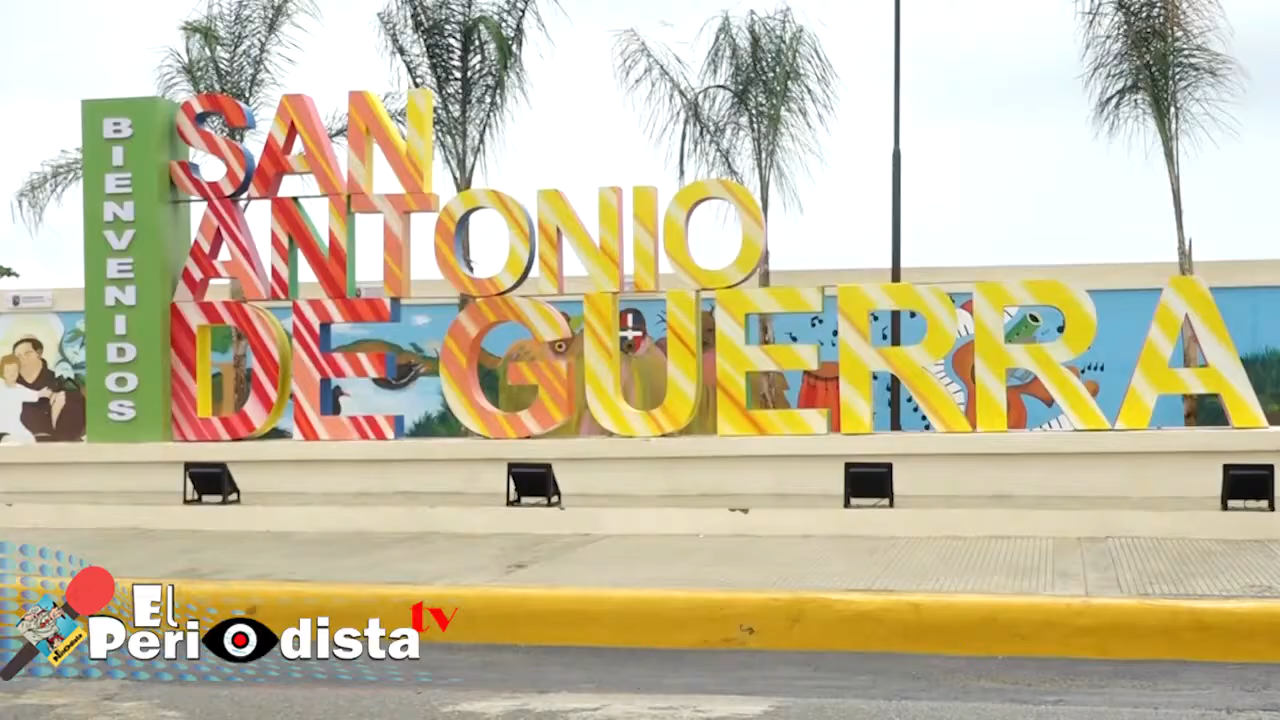 BIENVENIDOS
SAN
ANTONIO
DE GUERRA
El
Periodista
tv